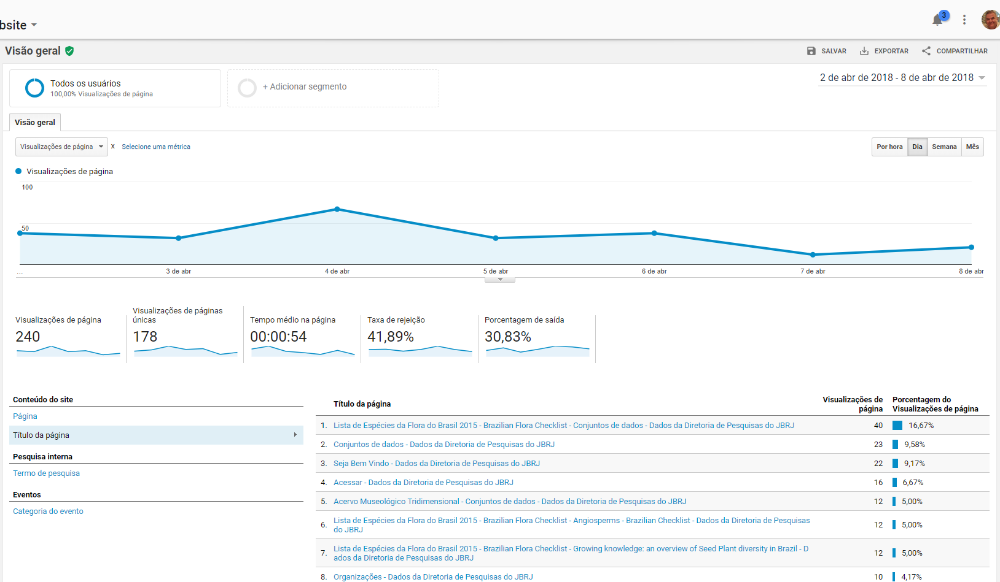 bsite
3
Visão geral
SALVAR
EXPORTAR
COMPARTILHAR
Todos os usuários
100,00% Visualizações de página
+ Adicionar segmento
2 de abr de 2018 - 8 de abr de 2018
Visão geral
Visualizações de página
x
Selecione uma métrica
Por hora
Dia
Semana
Mês
Visualizações de página
100
50
...
3 de abr
4 de abr
5 de abr
6 de abr
7 de abr
8 de abr
Visualizações de página
240
Visualizações de páginas
únicas
178
Tempo médio na página
00:00:54
Taxa de rejeição
41,89%
Porcentagem de saída
30,83%
Conteúdo do site
Página
Título da página
Pesquisa interna
Termo de pesquisa
Eventos
Categoria do evento
Título da página
Visualizações de
página
Porcentagem do
Visualizações de página
1. Lista de Espécies da Flora do Brasil 2015 - Brazilian Flora Checklist - Conjuntos de dados - Dados da Diretoria de Pesquisas do JBRJ 40 16,67%
2. Conjuntos de dados - Dados da Diretoria de Pesquisas do JBRJ 23 9,58%
3. Seja Bem Vindo - Dados da Diretoria de Pesquisas do JBRJ 22 9,17%
4. Acessar - Dados da Diretoria de Pesquisas do JBRJ 16 6,67%
5. Acervo Museológico Tridimensional - Conjuntos de dados - Dados da Diretoria de Pesquisas do JBRJ 12 5,00%
6. Lista de Espécies da Flora do Brasil 2015 - Brazilian Flora Checklist - Angiosperms - Brazilian Checklist - Dados da Diretoria de Pesquisas
do JBRJ 12 5,00%
7. Lista de Espécies da Flora do Brasil 2015 - Brazilian Flora Checklist - Growing knowledge: an overview of Seed Plant diversity in Brazil - D
ados da Diretoria de Pesquisas do JBRJ 12 5,00%
8. Organizações - Dados da Diretoria de Pesquisas do JBRJ 10 4,17%